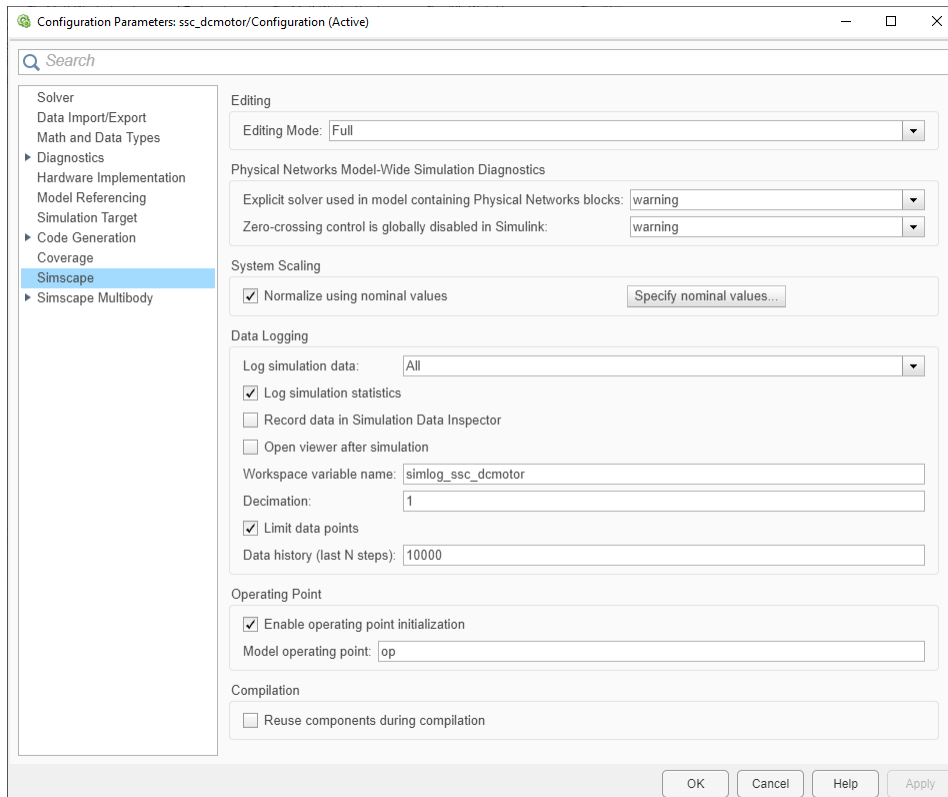 Configuration Parameters: ssc_dcmotor/Configuration (Active)
Search
Solver
Data Import/Export
Math and Data Types
Diagnostics
Hardware Implementation
Model Referencing
Simulation Target
Code Generation
Coverage
Simscape
Simscape Multibody
Editing
Editing Mode: Full
Physical Networks Model-Wide Simulation Diagnostics
Explicit solver used in model containing Physical Networks blocks: warning
Zero-crossing control is globally disabled in Simulink: warning
System Scaling
Normalize using nominal values Specify nominal values...
Data Logging
Log simulation data: All
Log simulation statistics
Record data in Simulation Data Inspector
Open viewer after simulation
Workspace variable name: simlog_ssc_dcmotor
Decimation: 1
Limit data points
Data history (last N steps): 10000
Operating Point
Enable operating point initialization
Model operating point: op
Compilation
Reuse components during compilation
OK Cancel Help Apply